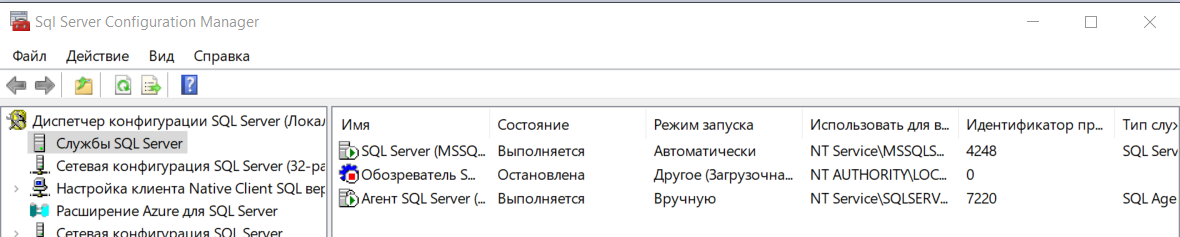 Sql Server Configuration Manager
Файл Действие Вид Справка
Диспетчер конфигурации SQL Server (Локал
Службы SQL Server
Сетевая конфигурация SQL Server (32-ра
Настройка клиента Native Client SQL вер
Расширение Azure для SQL Server
Сетевая конфигурация SQL Server
Имя Состояние Режим запуска Использовать для в... Идентификатор пр... Тип служ
SQL Server (MSSQ... Выполняется Автоматически NT Service\MSSQLS... 4248 SQL Serv
Обозреватель S... Остановлена Другое (Загрузочна... NT AUTHORITY\LOC... 0
Агент SQL Server (... Выполняется Вручную NT Service\SQLSERV... 7220 SQL Age